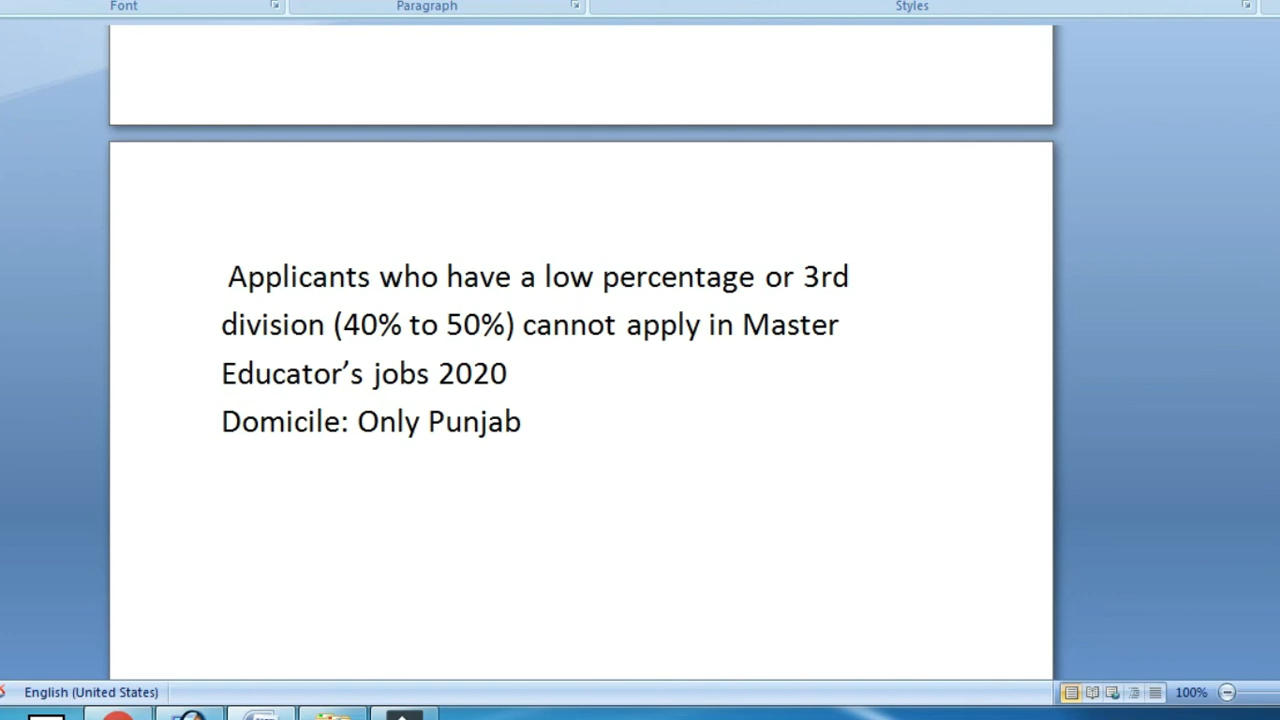 Font Paragraph Styles
Applicants who have a low percentage or 3rd
division (40% to 50%) cannot apply in Master
Educator’s jobs 2020
Domicile: Only Punjab
English (United States) 100%